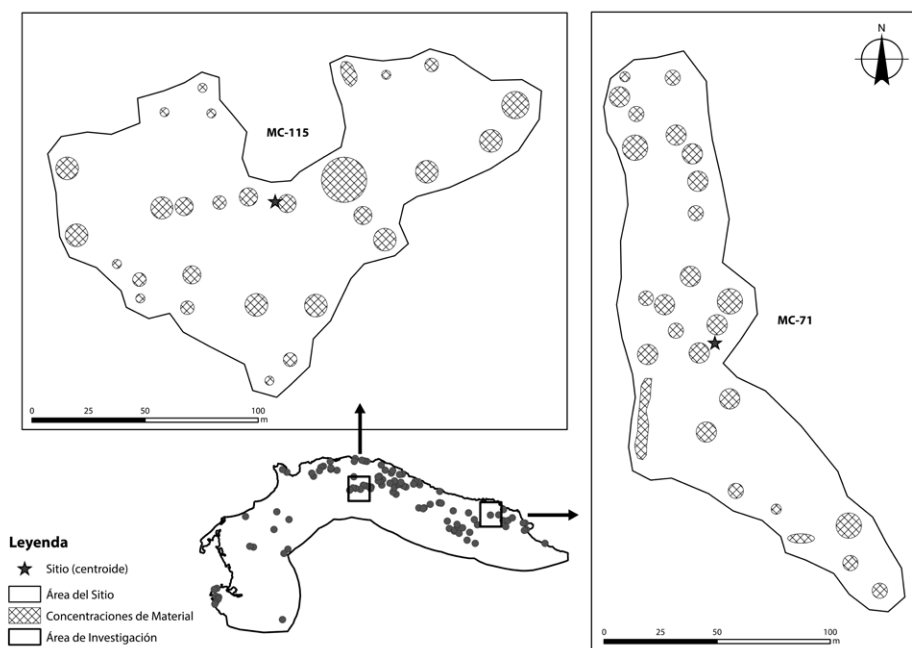 MC-115
0 25 50 100
m
N
MC-71
0 25 50 100
m
Leyenda
Sitio (centroide)
Área del Sitio
Concentraciones de Material
Área de Investigación